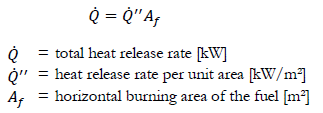 Q̇ = Q̇″A_f
Q̇ = total heat release rate [kW]
Q̇″ = heat release rate per unit area [kW/m²]
A_f = horizontal burning area of the fuel [m²]